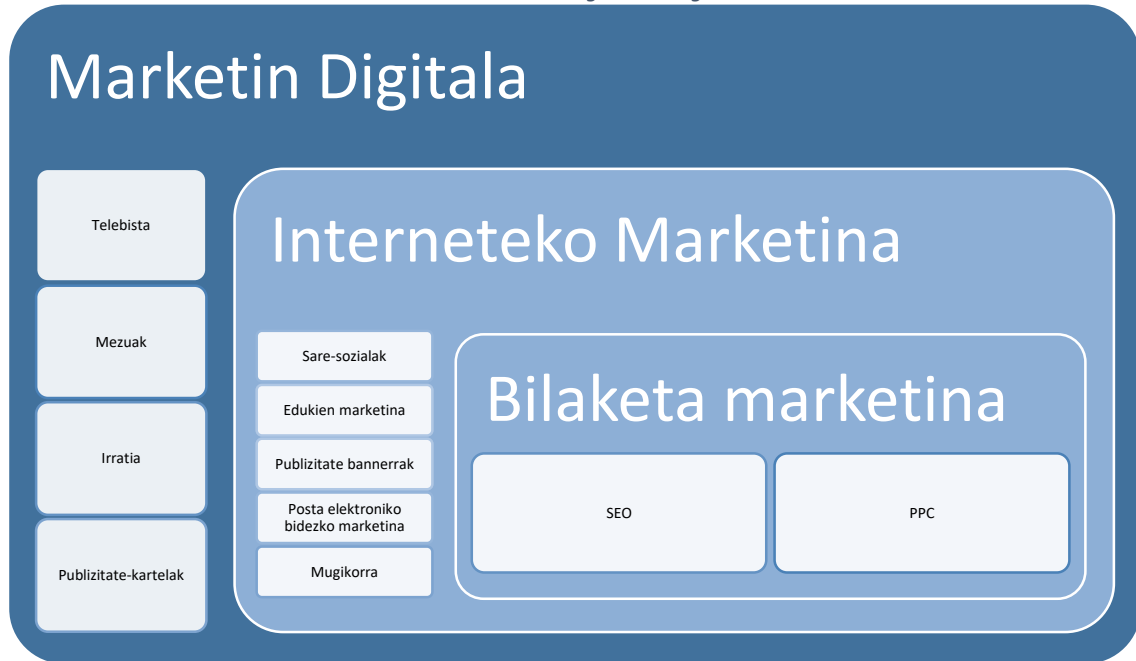 Marketin Digitala
Telebista
Mezuak
Irratia
Publizitate-kartelak
Interneteko Marketina
Sare-sozialak
Edukien marketina
Publizitate bannerrak
Posta elektroniko
bidezko marketina
Mugikorra
Bilaketa marketina
SEO
PPC